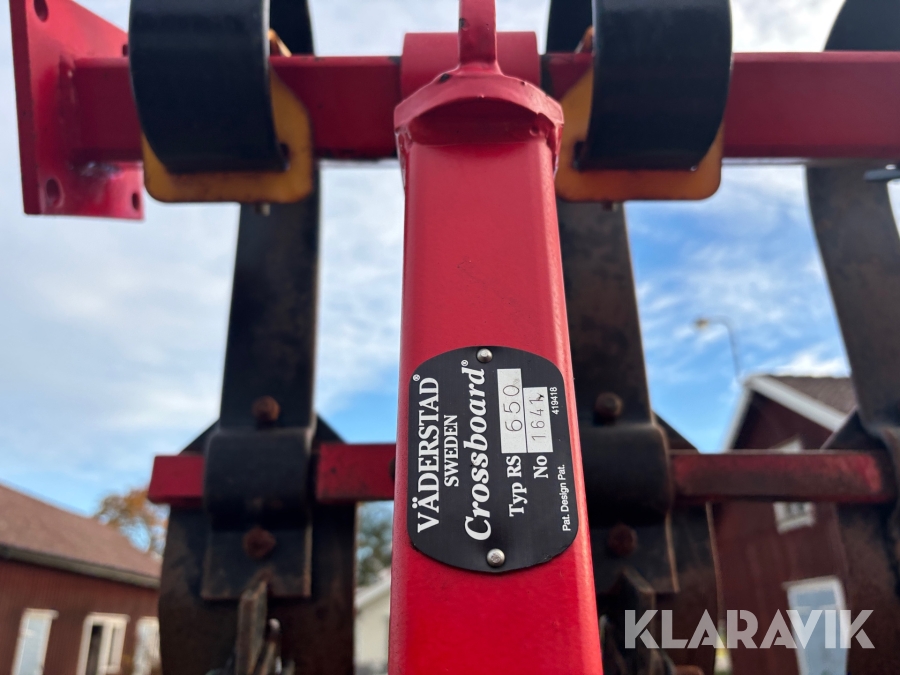 VÄDERSTAD®
SWEDEN
Crossboard®
Typ RS 650
No 1641
419418
Pat. Design Pat.
KLARAVIK